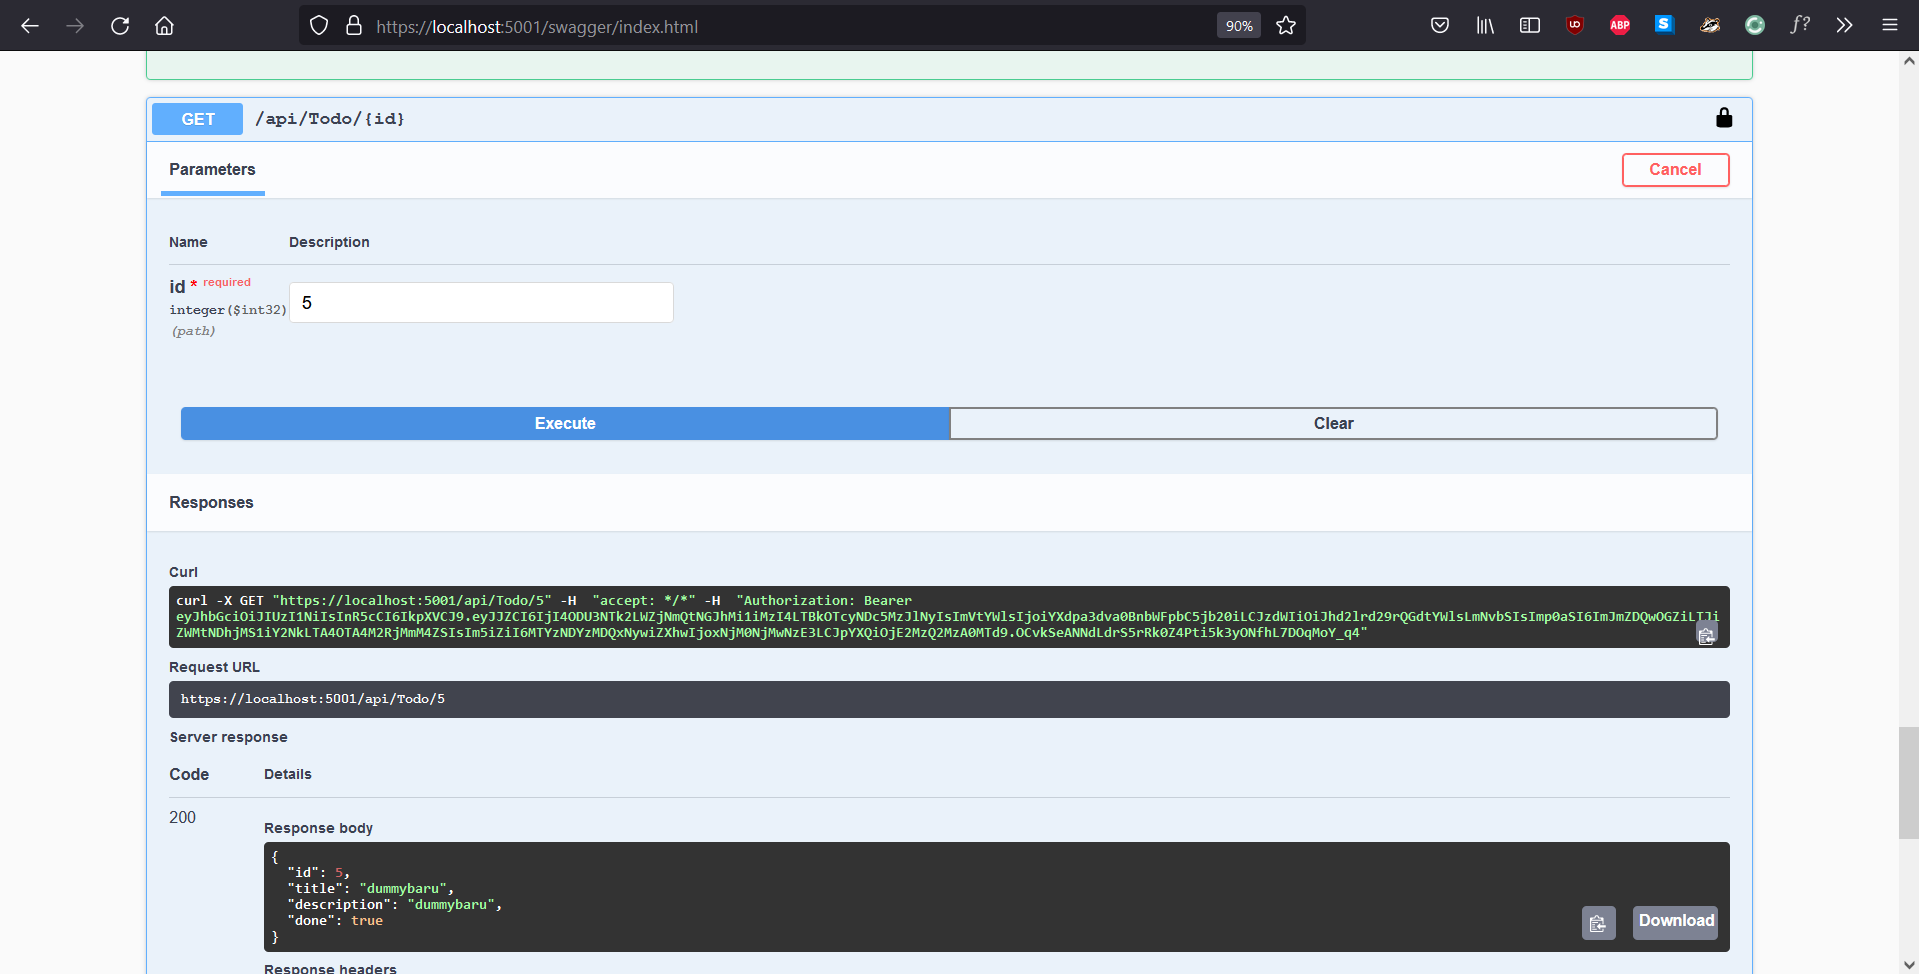 https://localhost:5001/swagger/index.html
90%
GET /api/Todo/{id}
Parameters
Cancel
Name Description
id * required
integer($int32)
(path)
5
Execute
Clear
Responses
Curl
curl -X GET "https://localhost:5001/api/Todo/5" -H  "accept: */*" -H  "Authorization: Bearer
eyJhbGciOiJIUzI1NiIsInR5cCI6IkpXVCJ9.eyJJZCI6IjI4ODU3NTk2LWZjNmQtNGJhMi1iMzI4LTBkOTcyNDc5MzJlNyIsImVtYWlsIjoiYXdpa3dva0BnbWFpbC5jb20iLCJzdWIiOiJhd2lrd29rQGdtYWlsLmNvbSIsImp0aSI6ImJmZDQwOGZiLTJi
ZWMtNDhjMS1iY2NkLTA4OTA4M2RjMmM4ZSIsIm5iZiI6MTYzNDYzMDQxNywiZXhwIjoxNjM0NjMwNzE3LCJpYXQiOjE2MzQ2MzA0MTd9.OCvkSeANNdLdrS5rRk0Z4Pti5k3yONfhL7DOqMoY_q4"
Request URL
https://localhost:5001/api/Todo/5
Server response
Code Details
200
Response body
{
"id": 5,
"title": "dummybaru",
"description": "dummybaru",
"done": true
}
Download
Response headers